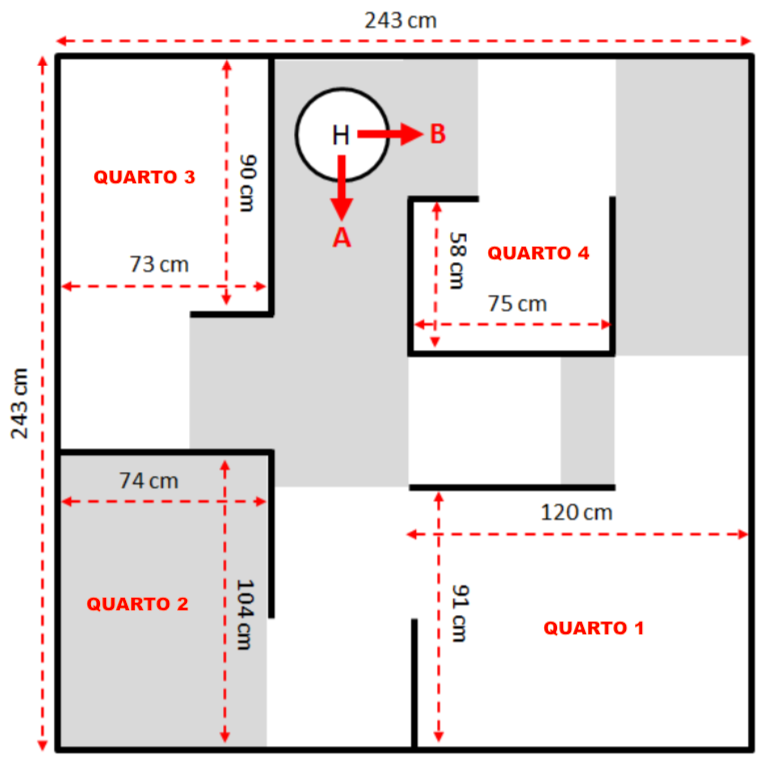 243 cm
H
B
A
QUARTO 3
90 cm
73 cm
58 cm
QUARTO 4
75 cm
243 cm
74 cm
120 cm
QUARTO 2
104 cm
91 cm
QUARTO 1